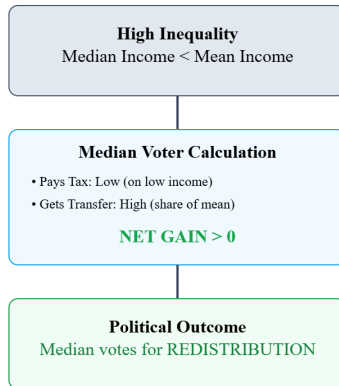 High Inequality
Median Income < Mean Income
Median Voter Calculation
• Pays Tax: Low (on low income)
• Gets Transfer: High (share of mean)
NET GAIN > 0
Political Outcome
Median votes for REDISTRIBUTION